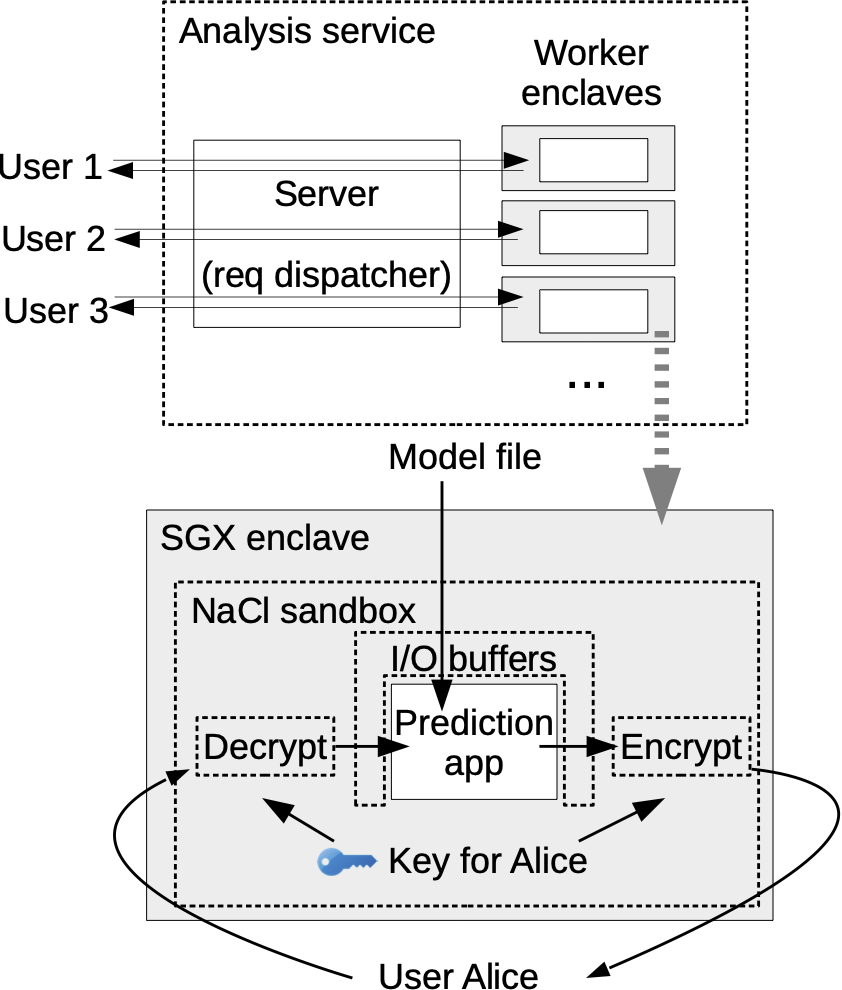 Analysis service
Worker
enclaves
User 1
Server
User 2
(req dispatcher)
User 3
...
Model file
SGX enclave
NaCl sandbox
I/O buffers
Prediction
app
Decrypt
Encrypt
Key for Alice
User Alice